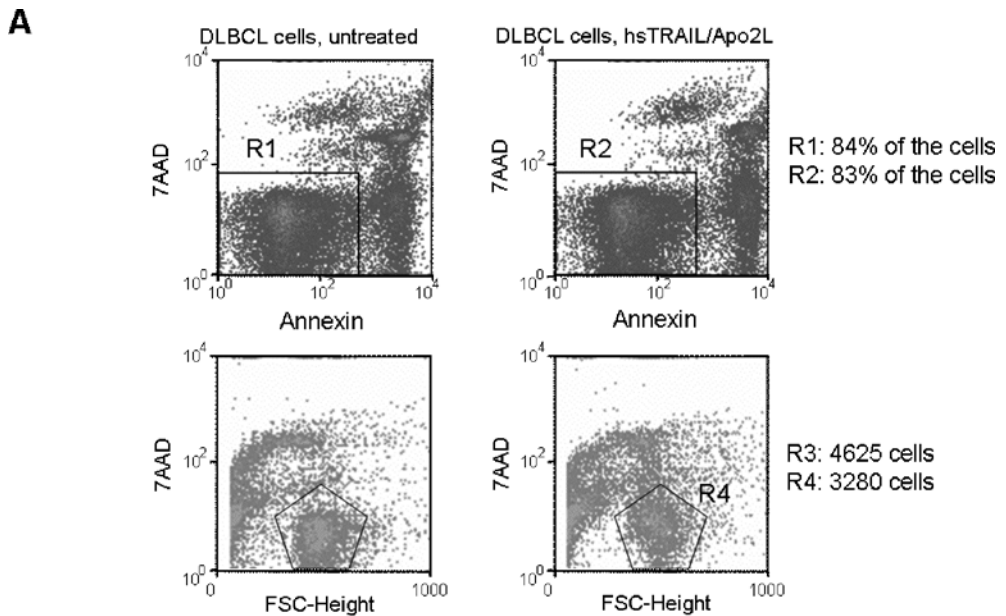 A
DLBCL cells, untreated
DLBCL cells, hsTRAIL/Apo2L
10^4
7AAD
R1
10^2
10^0
10^0
10^2
10^4
Annexin
10^4
7AAD
R2
10^2
10^0
10^0
10^2
10^4
Annexin
R1: 84% of the cells
R2: 83% of the cells
10^4
7AAD
10^2
10^0
0
1000
FSC-Height
10^4
7AAD
10^2
R4
10^0
0
1000
FSC-Height
R3: 4625 cells
R4: 3280 cells